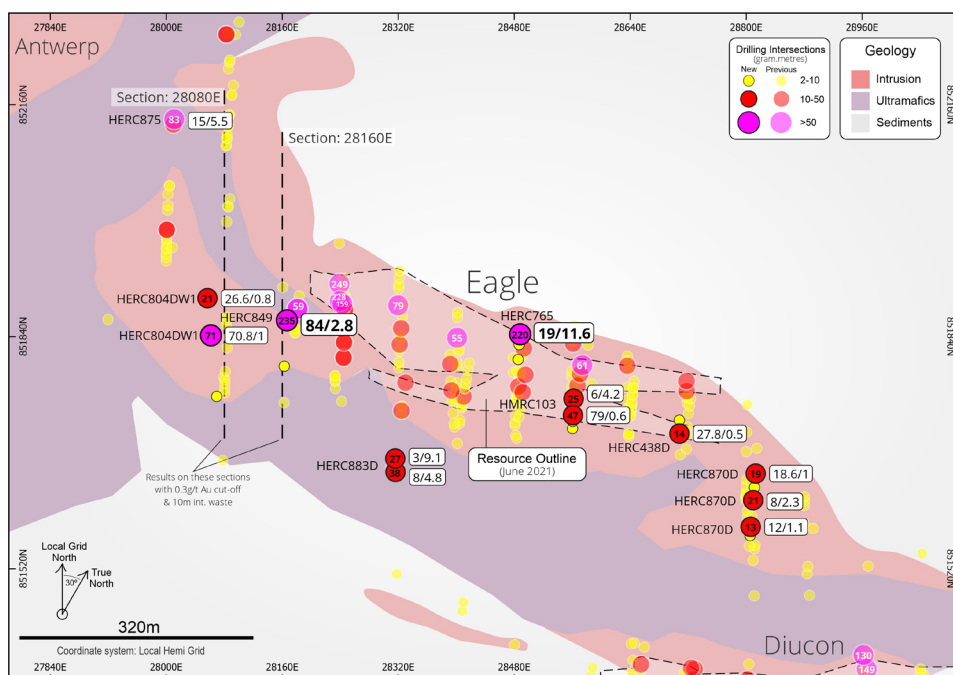 27840E 28000E 28160E 28320E 28480E 28640E 28800E 28960E
Antwerp
Drilling Intersections
(gram.metres)
New Previous
2-10
10-50
>50
Geology
Intrusion
Ultramafics
Sediments
852160N
852160N
Section: 28080E
HERC875 83 15/5.5
Section: 28160E
Eagle
249
228
159
59
79
55
HERC804DW1 21 26.6/0.8
HERC849 235 84/2.8
HERC804DW1 71 70.8/1
HERC765
220 19/11.6
851840N
851840N
61
25 6/4.2
HMRC103
47 79/0.6
14 27.8/0.5
HERC438D
Resource Outline
(June 2021)
HERC883D
27 3/9.1
38 8/4.8
HERC870D 19 18.6/1
HERC870D 21 8/2.3
HERC870D 13 12/1.1
Results on these sections
with 0.3g/t Au cut-off
& 10m int. waste
851520N
851520N
Local Grid
North
True
North
30º
320m
Coordinate system: Local Hemi Grid
Diucon
130
149
27840E 28000E 28160E 28320E 28480E 28640E 28800E 28960E